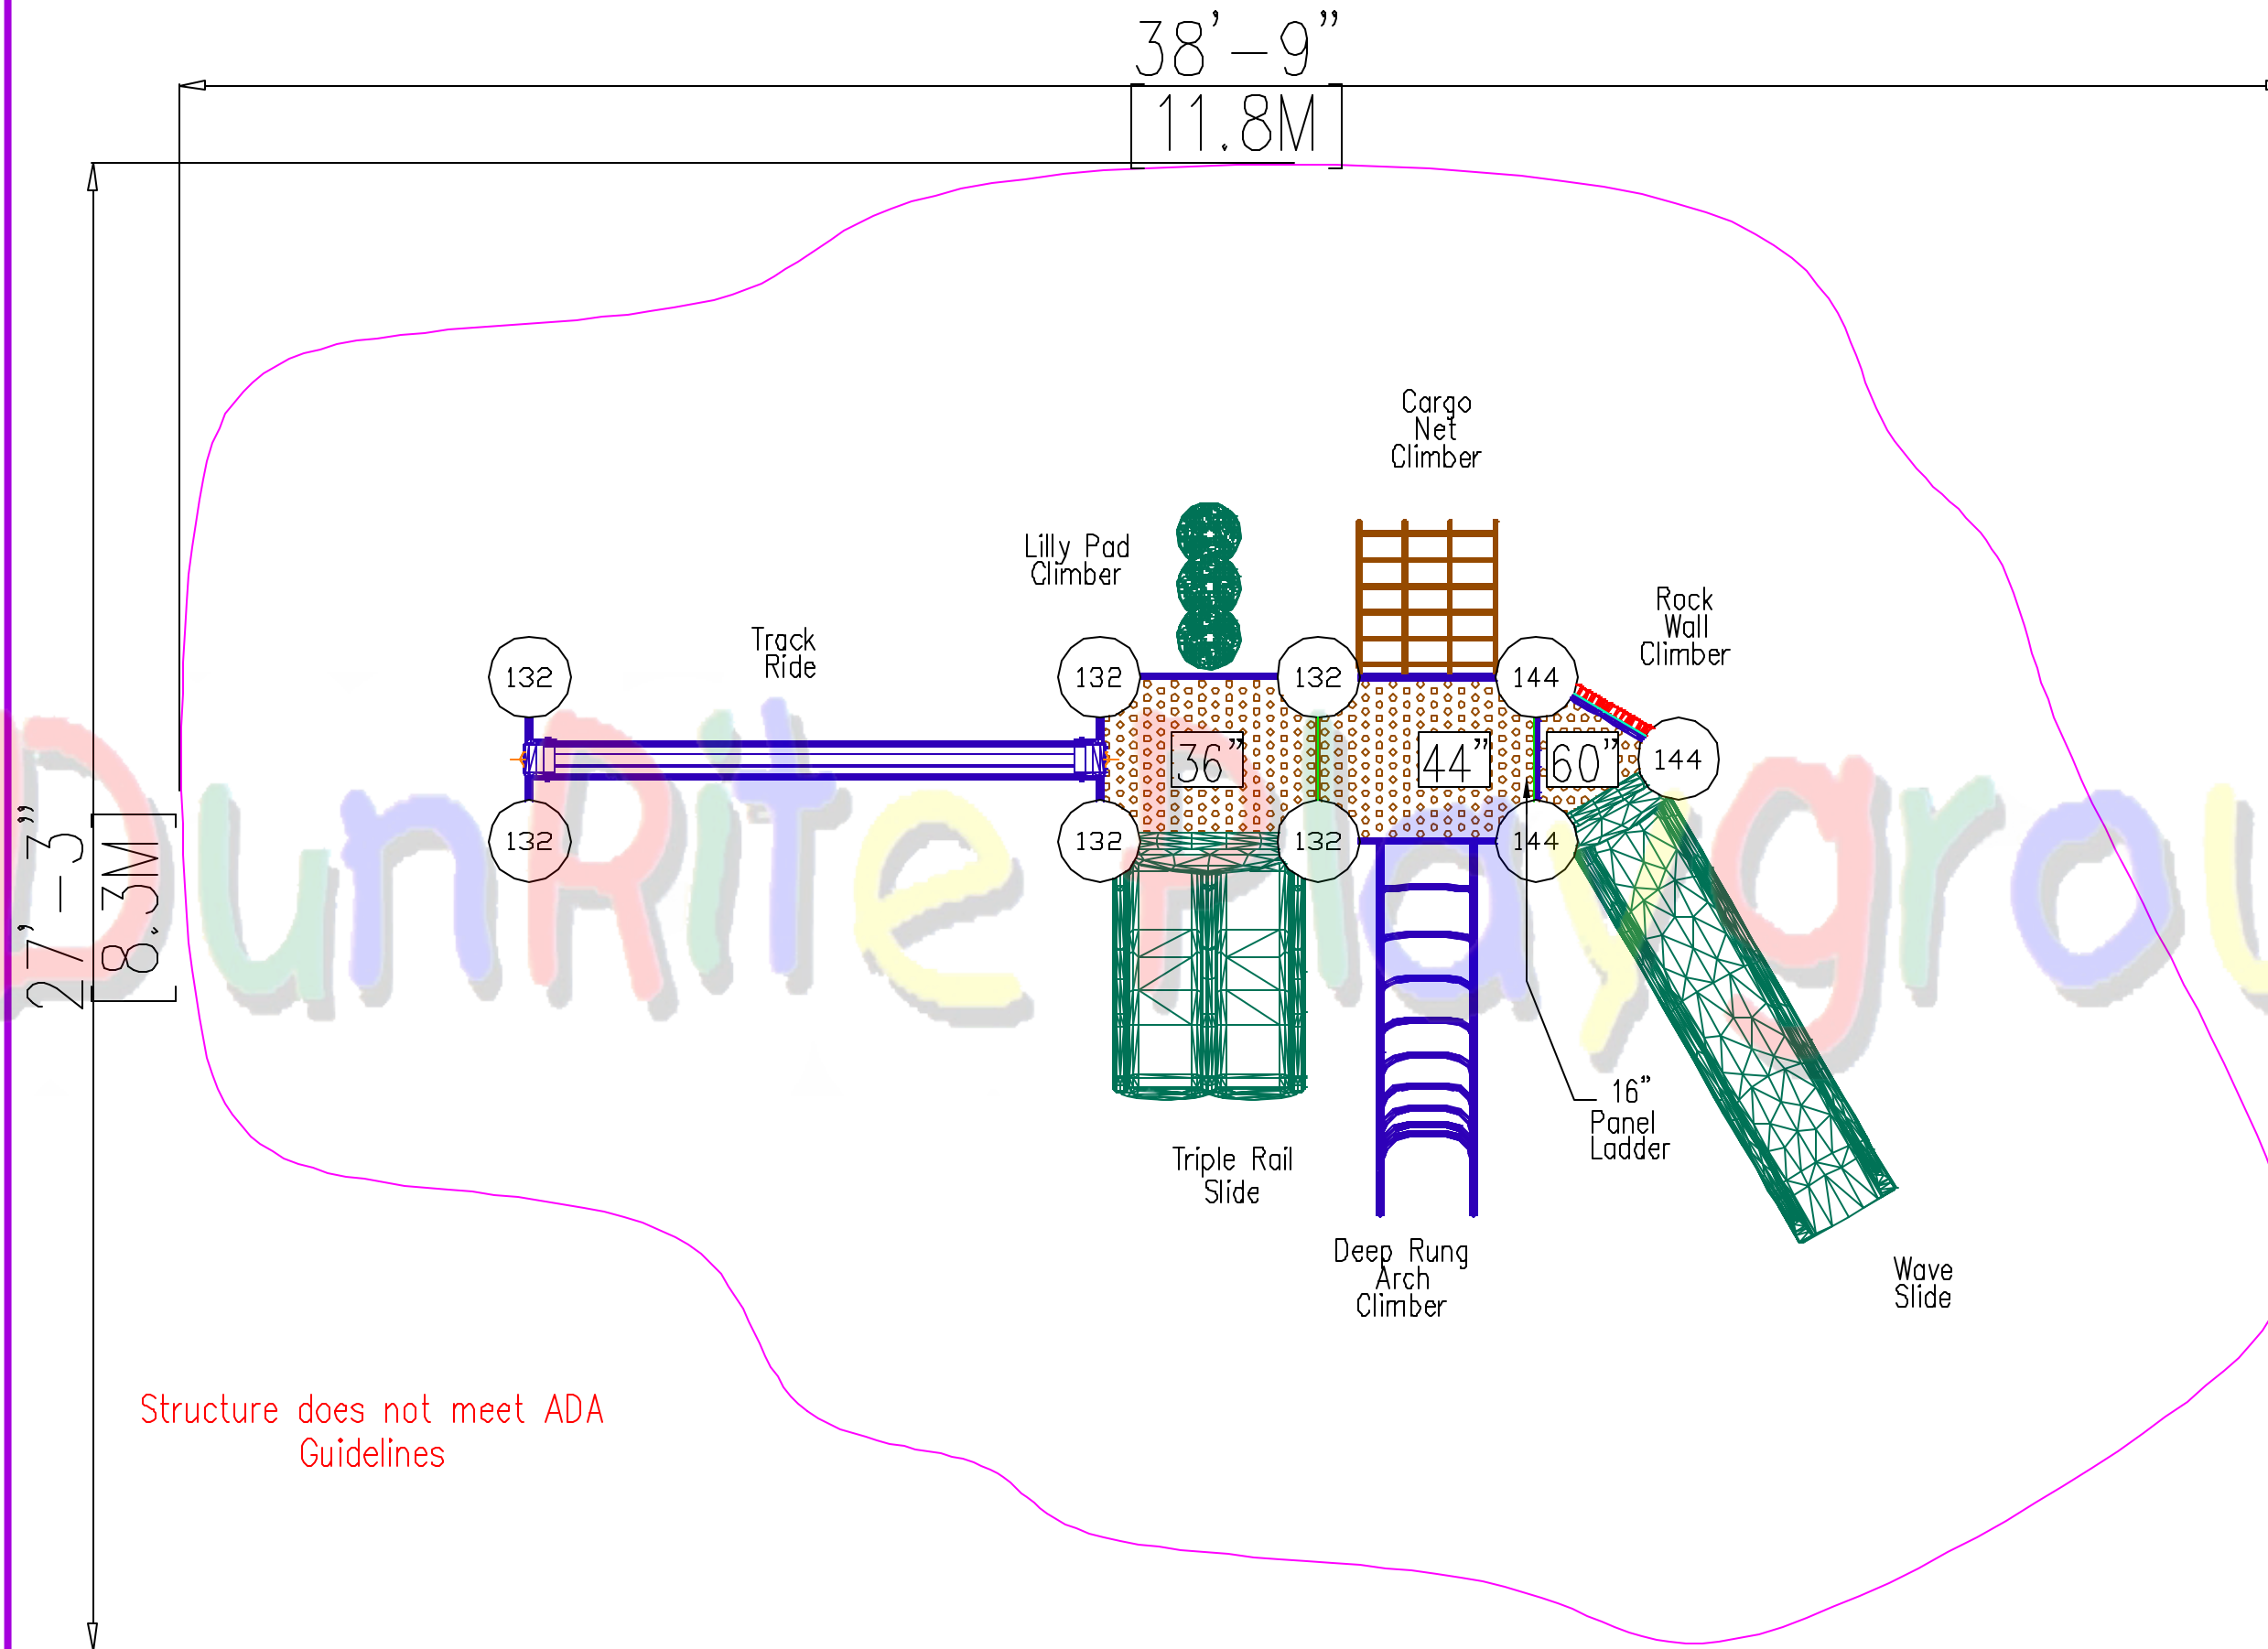 38'-9"
11.8M
27'-3"
8.3M
Cargo
Net
Climber
Lilly Pad
Climber
Rock
Wall
Climber
Track
Ride
132
132
132
144
144
36"
44"
60"
132
132
132
144
16"
Panel
Ladder
Triple Rail
Slide
Deep Rung
Arch
Climber
Wave
Slide
Structure does not meet ADA
Guidelines
DunRite Playgrou